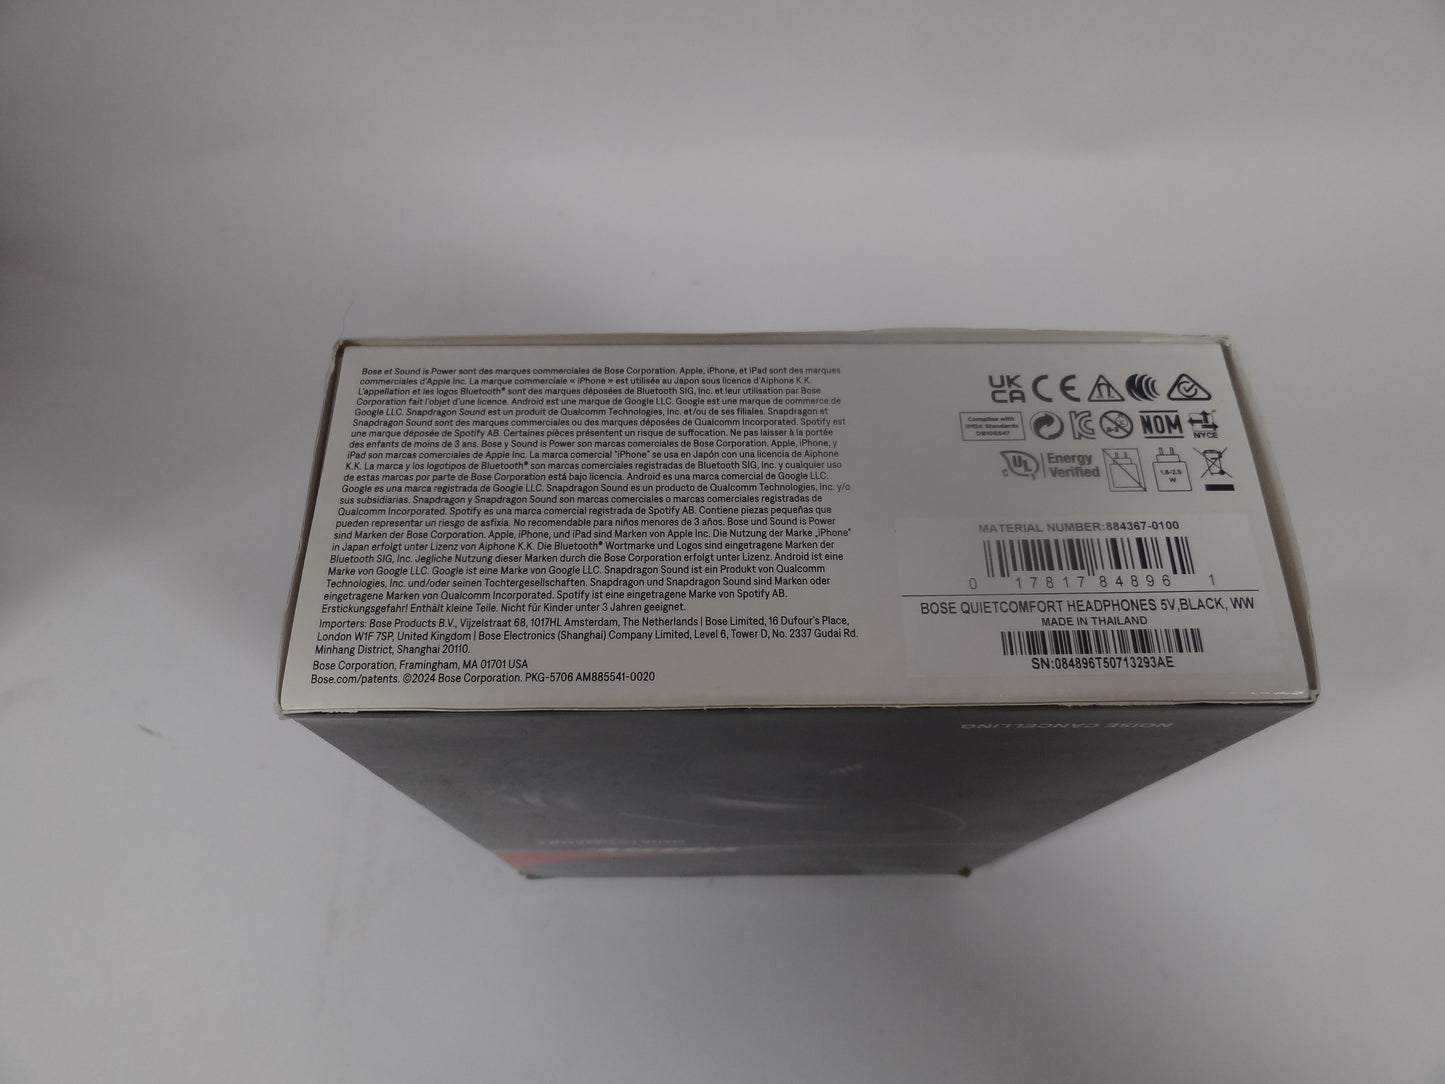 Bose et Sound is Power sont des marques commerciales de Bose Corporation. Apple, iPhone, et iPad sont des marques
commerciales d'Apple Inc. La marque commerciale « iPhone » est utilisée au Japon sous licence d'Aiphone K.K.
L'appellation et les logos Bluetooth® sont des marques déposées de Bluetooth SIG, Inc. et leur utilisation par Bose
Corporation fait l'objet d'une licence. Android est une marque de Google LLC. Google est une marque de commerce de
Google LLC. Snapdragon Sound est un produit de Qualcomm Technologies, Inc. et/ou de ses filiales. Snapdragon et
Snapdragon Sound sont des marques commerciales ou des marques déposées de Qualcomm Incorporated. Spotify est
une marque déposée de Spotify AB. Certaines pièces présentent un risque de suffocation. Ne pas laisser à la portée
des enfants de moins de 3 ans. Bose y Sound is Power son marcas comerciales de Bose Corporation. Apple, iPhone, y
iPad son marcas comerciales de Apple Inc. La marca comercial "iPhone" se usa en Japón con una licencia de Aiphone
K.K. La marca y los logotipos de Bluetooth® son marcas comerciales registradas de Bluetooth SIG, Inc. y cualquier uso
de estas marcas por parte de Bose Corporation está bajo licencia. Android es una marca comercial de Google LLC.
Google es una marca registrada de Google LLC. Snapdragon Sound es un producto de Qualcomm Technologies, Inc. y/o
sus subsidiarias. Snapdragon y Snapdragon Sound son marcas comerciales o marcas comerciales registradas de
Qualcomm Incorporated. Spotify es una marca comercial registrada de Spotify AB. Contiene piezas pequeñas que
pueden representar un riesgo de asfixia. No recomendable para niños menores de 3 años. Bose und Sound is Power
sind Marken der Bose Corporation. Apple, iPhone, und iPad sind Marken von Apple Inc. Die Nutzung der Marke „iPhone"
in Japan erfolgt unter Lizenz von Aiphone K.K. Die Bluetooth® Wortmarke und Logos sind eingetragene Marken der
Bluetooth SIG, Inc. Jegliche Nutzung dieser Marken durch die Bose Corporation erfolgt unter Lizenz. Android ist eine
Marke von Google LLC. Google ist eine Marke von Google LLC. Snapdragon Sound ist ein Produkt von Qualcomm
Technologies, Inc. und/oder seinen Tochtergesellschaften. Snapdragon und Snapdragon Sound sind Marken oder
eingetragene Marken von Qualcomm Incorporated. Spotify ist eine eingetragene Marke von Spotify AB.
Erstickungsgefahr! Enthält kleine Teile. Nicht für Kinder unter 3 Jahren geeignet.
Importers: Bose Products B.V., Vijzelstraat 68, 1017HL Amsterdam, The Netherlands | Bose Limited, 16 Dufour's Place,
London W1F 7SP, United Kingdom | Bose Electronics (Shanghai) Company Limited, Level 6, Tower D, No. 2337 Gudai Rd.
Minhang District, Shanghai 20110.
Bose Corporation, Framingham, MA 01701 USA
Bose.com/patents. ©2024 Bose Corporation. PKG-5706 AM885541-0020
UK CA CE
Complies with
IMDA Standards
DB106547
0-3
NOM
NYCE
c UL Energy Verified
1.8-2.5
W
MATERIAL NUMBER:884367-0100
0 17817 84896 1
BOSE QUIETCOMFORT HEADPHONES 5V,BLACK, WW
MADE IN THAILAND
SN:084896T50713293AE
NOISE CANCELLING